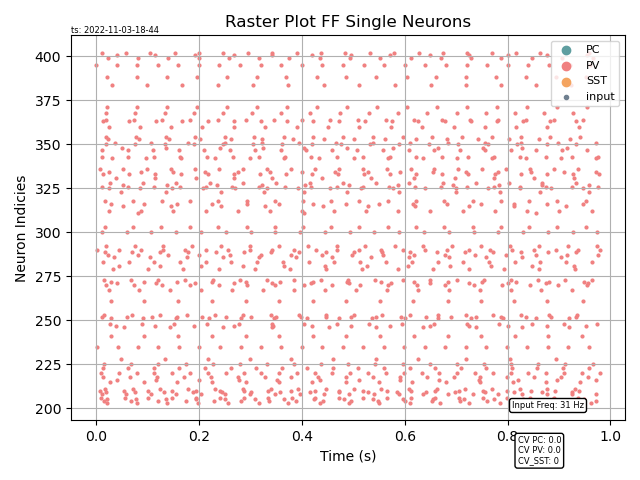 Raster Plot FF Single Neurons
ts: 2022-11-03-18-44
PC
PV
SST
input
400
375
350
325
300
275
250
225
200
Neuron Indicies
0.0 0.2 0.4 0.6 0.8 1.0
Time (s)
Input Freq: 31 Hz
CV PC: 0.0
CV PV: 0.0
CV_SST: 0